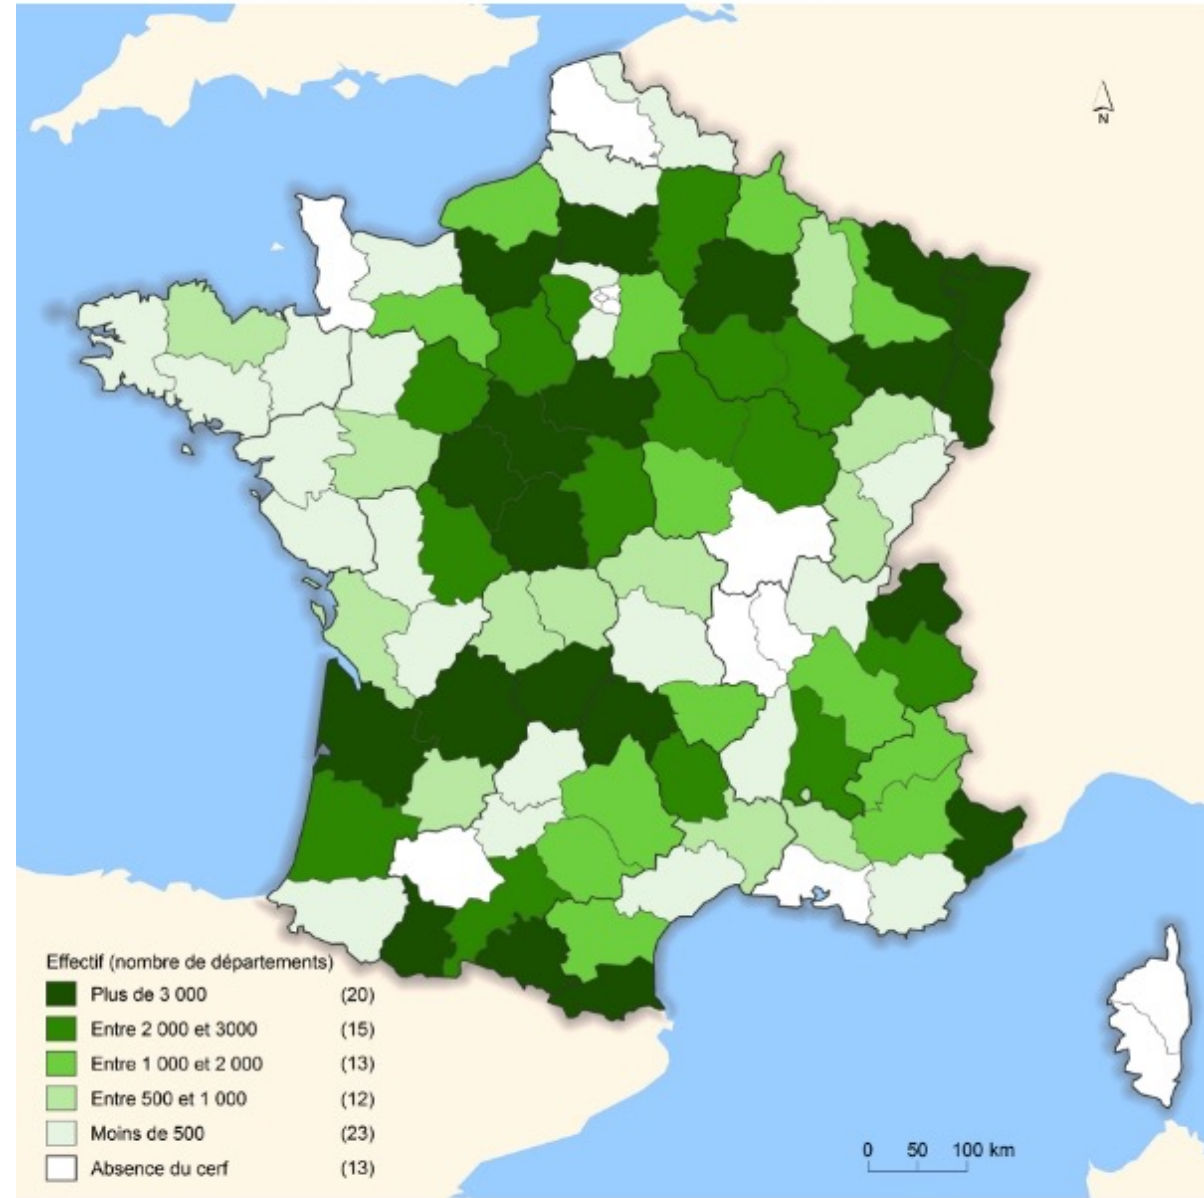 N
Effectif (nombre de départements)
Plus de 3 000 (20)
Entre 2 000 et 3000 (15)
Entre 1 000 et 2 000 (13)
Entre 500 et 1 000 (12)
Moins de 500 (23)
Absence du cerf (13)
0 50 100 km